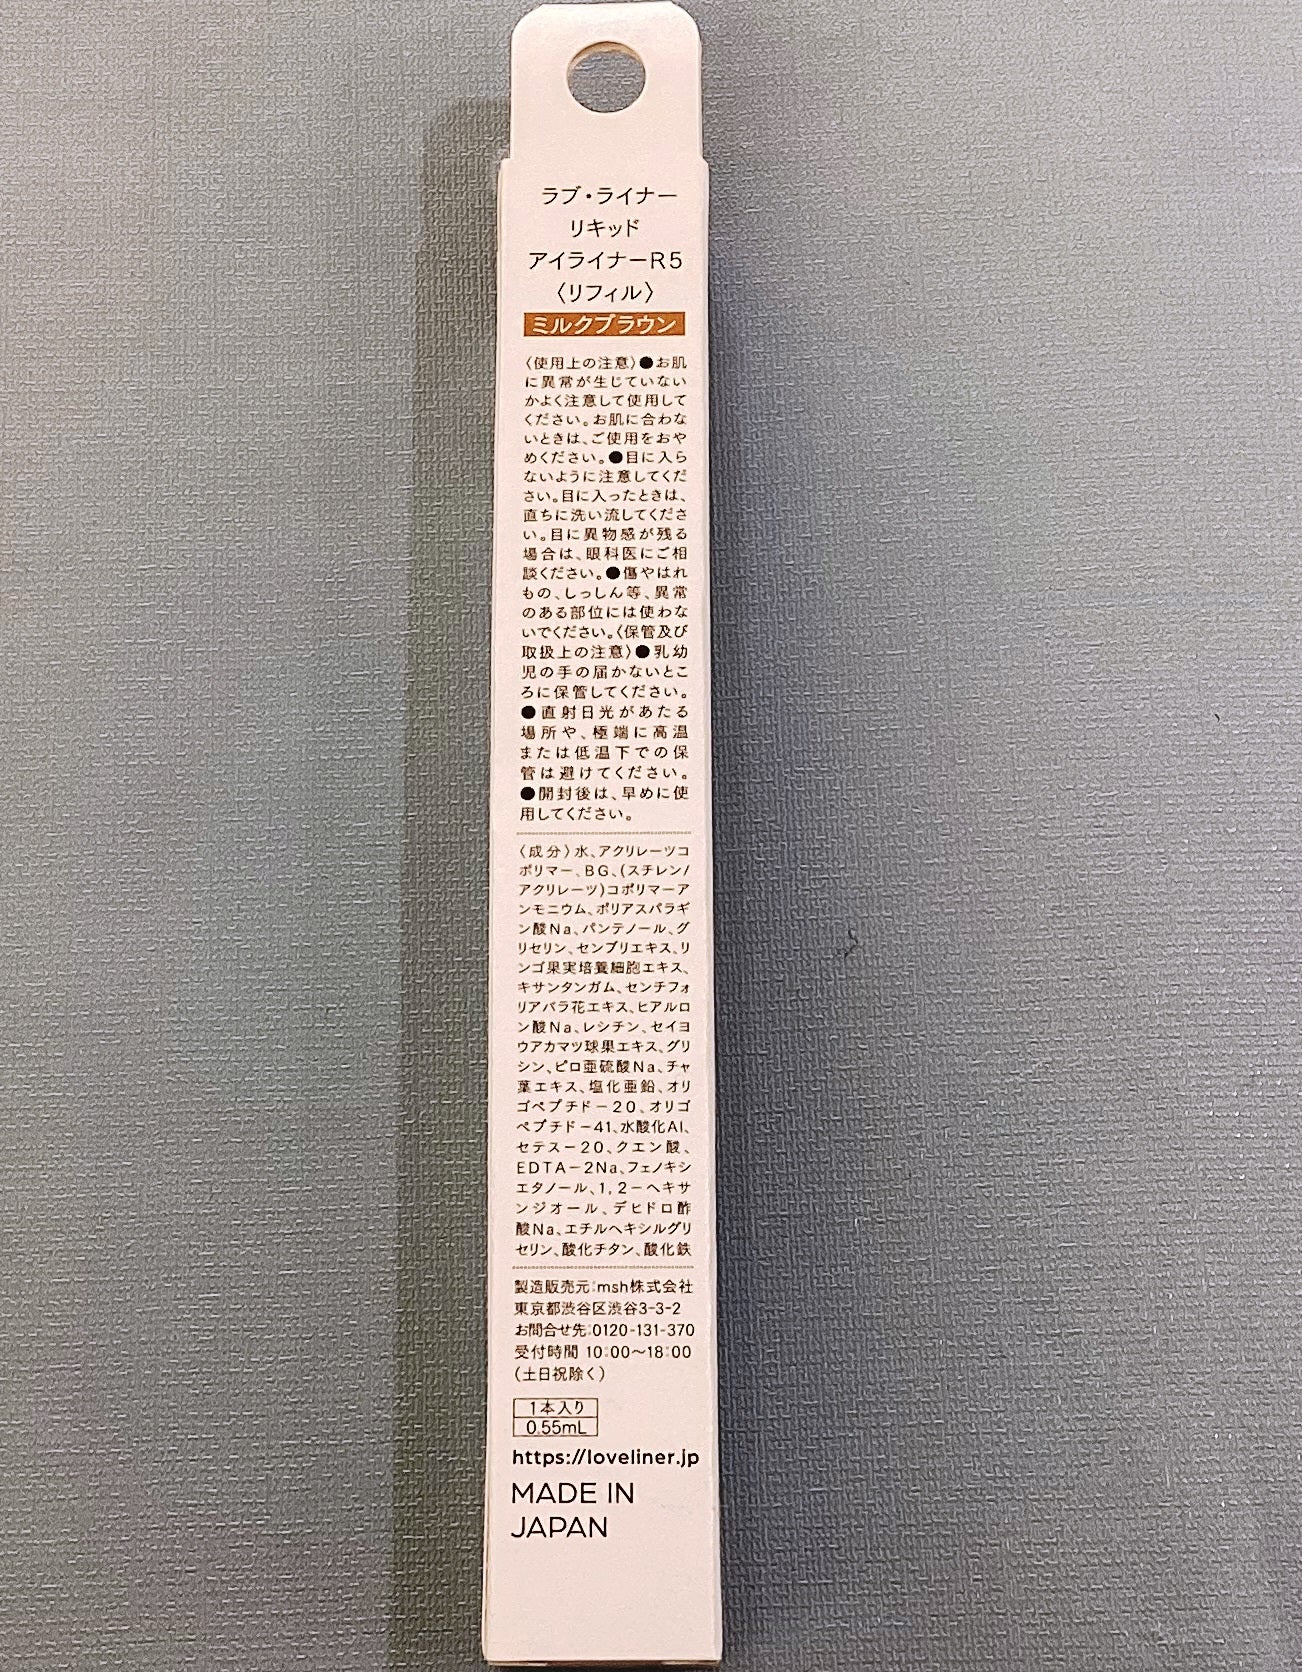 ラブ・ライナー
リキッド
アイライナーR5
〈リフィル〉
ミルクブラウン
〈使用上の注意〉●お肌
に異常が生じていない
かよく注意して使用して
ください。お肌に合わな
いときは、ご使用をおや
めください。●目に入ら
ないように注意してくだ
さい。目に入ったときは、
直ちに洗い流してくださ
い。目に異物感が残る
場合は、眼科医にご相
談ください。●傷やはれ
もの、しっしん等、異常
のある部位には使わな
いでください。〈保管及び
取扱上の注意〉●乳幼
児の手の届かないとこ
ろに保管してください。
●直射日光があたる
場所や、極端に高温
または低温下での保
管は避けてください。
●開封後は、早めに使
用してください。
〈成分〉水、アクリレーツコ
ポリマー、BG、(スチレン/
アクリレーツ)コポリマーア
ンモニウム、ポリアスパラギ
ン酸Na、パンテノール、グ
リセリン、センブリエキス、リ
ンゴ果実培養細胞エキス、
キサンタンガム、センチフォ
リアバラ花エキス、ヒアルロ
ン酸Na、レシチン、セイヨ
ウアカマツ球果エキス、グリ
シン、ピロ亜硫酸Na、チャ
葉エキス、塩化亜鉛、オリ
ゴペプチド－20、オリゴ
ペプチド－41、水酸化Al、
セテス－20、クエン酸、
EDTA－2Na、フェノキシ
エタノール、1,2－ヘキサ
ンジオール、デヒドロ酢
酸Na、エチルヘキシルグリ
セリン、酸化チタン、酸化鉄
製造販売元:msh株式会社
東京都渋谷区渋谷3-3-2
お問合せ先:0120-131-370
受付時間 10:00～18:00
(土日祝除く)
1本入り
0.55mL
https://loveliner.jp
MADE IN
JAPAN